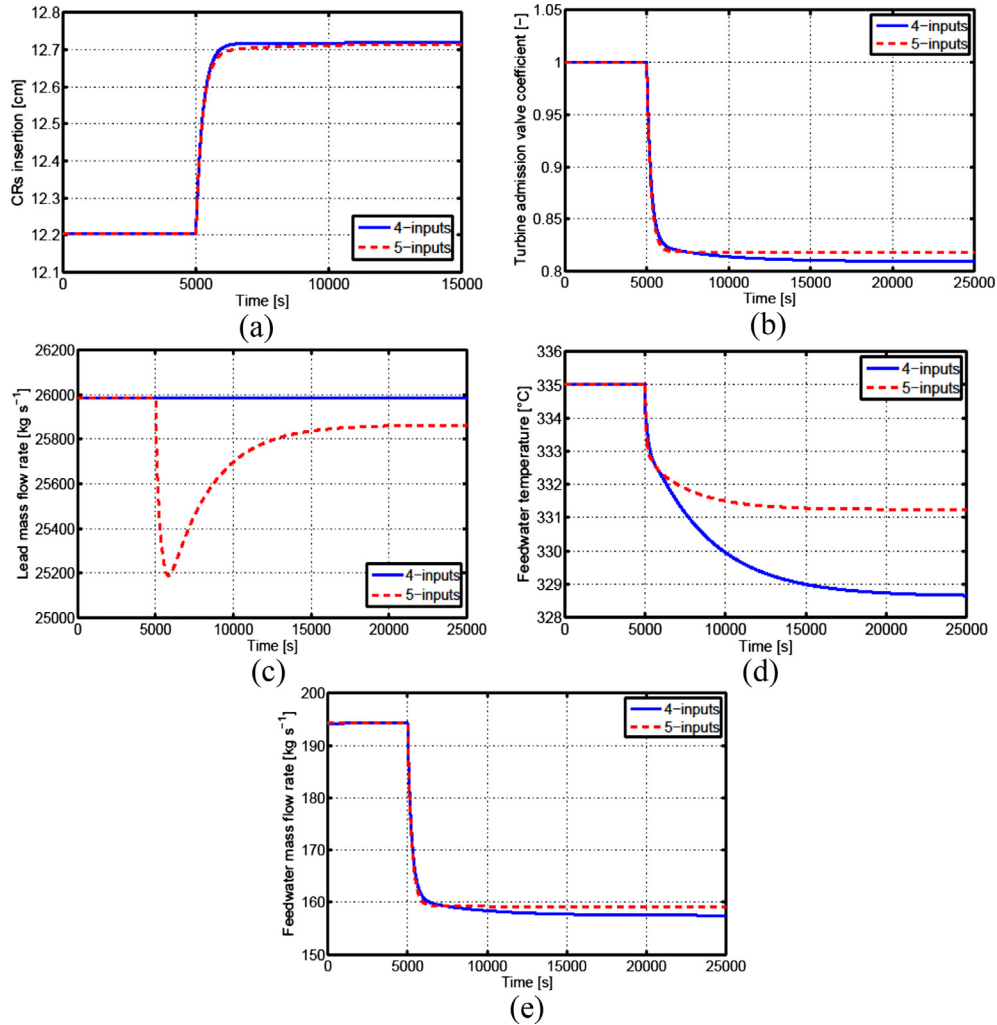 12.8
12.7
12.6
12.5
12.4
12.3
12.2
12.1
CRs insertion [cm]
4-inputs
5-inputs
0 5000 10000 15000
Time [s]
(a)
1.05
1
0.95
0.9
0.85
0.8
Turbine admission valve coefficient [-]
4-inputs
5-inputs
0 5000 10000 15000 20000 25000
Time [s]
(b)
26200
26000
25800
25600
25400
25200
25000
Lead mass flow rate [kg s⁻¹]
4-inputs
5-inputs
0 5000 10000 15000 20000 25000
Time [s]
(c)
336
335
334
333
332
331
330
329
328
Feedwater temperature [°C]
4-inputs
5-inputs
0 5000 10000 15000 20000 25000
Time [s]
(d)
200
190
180
170
160
150
Feedwater mass flow rate [kg s⁻¹]
4-inputs
5-inputs
0 5000 10000 15000 20000 25000
Time [s]
(e)